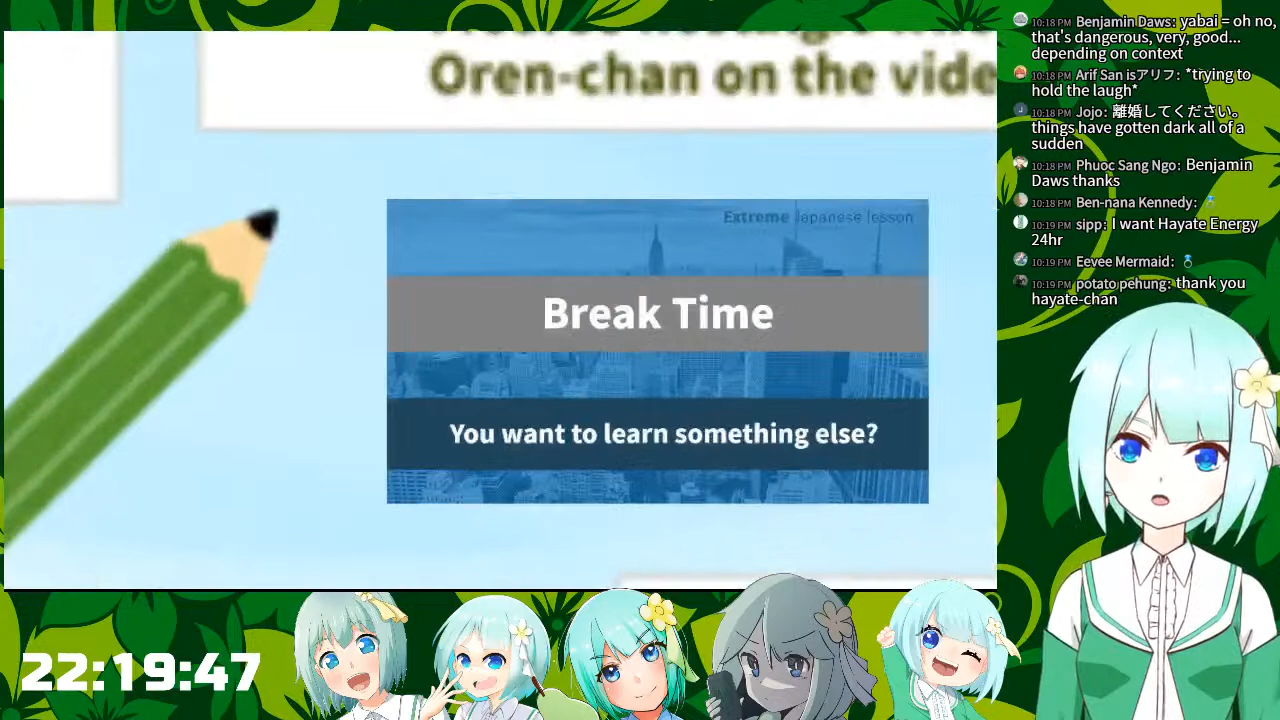 Oren-chan on the vide
Extreme Japanese lesson
Break Time
You want to learn something else?
22:19:47
10:18 PM Benjamin Daws: yabai = oh no,
that's dangerous, very, good...
depending on context
10:18 PM Arif San isアリフ: *trying to
hold the laugh*
10:18 PM Jojo: 離婚してください。
things have gotten dark all of a
sudden
10:18 PM Phuoc Sang Ngo: Benjamin
Daws thanks
10:18 PM Ben-nana Kennedy:
10:19 PM sipp: I want Hayate Energy
24hr
10:19 PM Eevee Mermaid:
10:19 PM potato pehung: thank you
hayate-chan